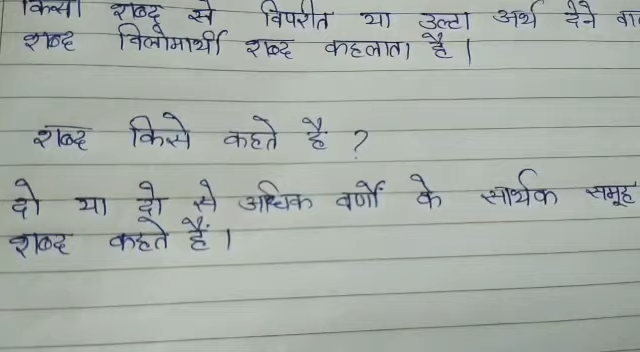 किसी शब्द से विपरीत या उल्टा अर्थ देने
शब्द विलोमार्थी शब्द कहलाता है।
शब्द किसे कहते है ?
दो या दो से अधिक वर्णों के सार्थक समूह
शब्द कहते हैं।